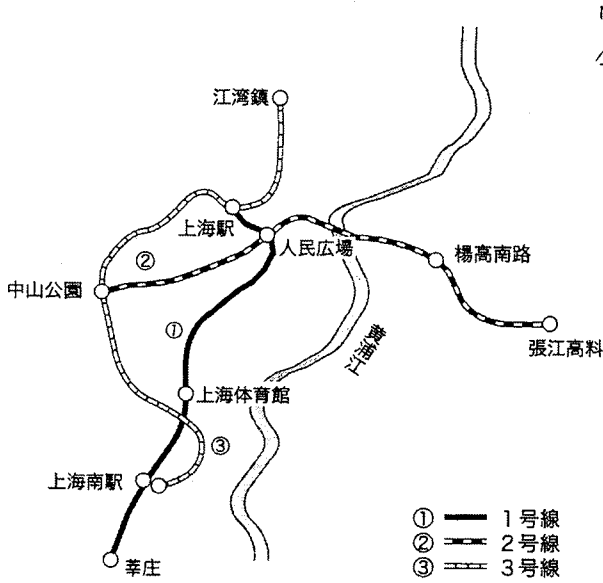 江湾鎮
上海駅
人民広場
②
楊高南路
中山公園
張江高料
①
黄浦江
上海体育館
③
上海南駅
莘庄
① 1号線
② 2号線
③ 3号線